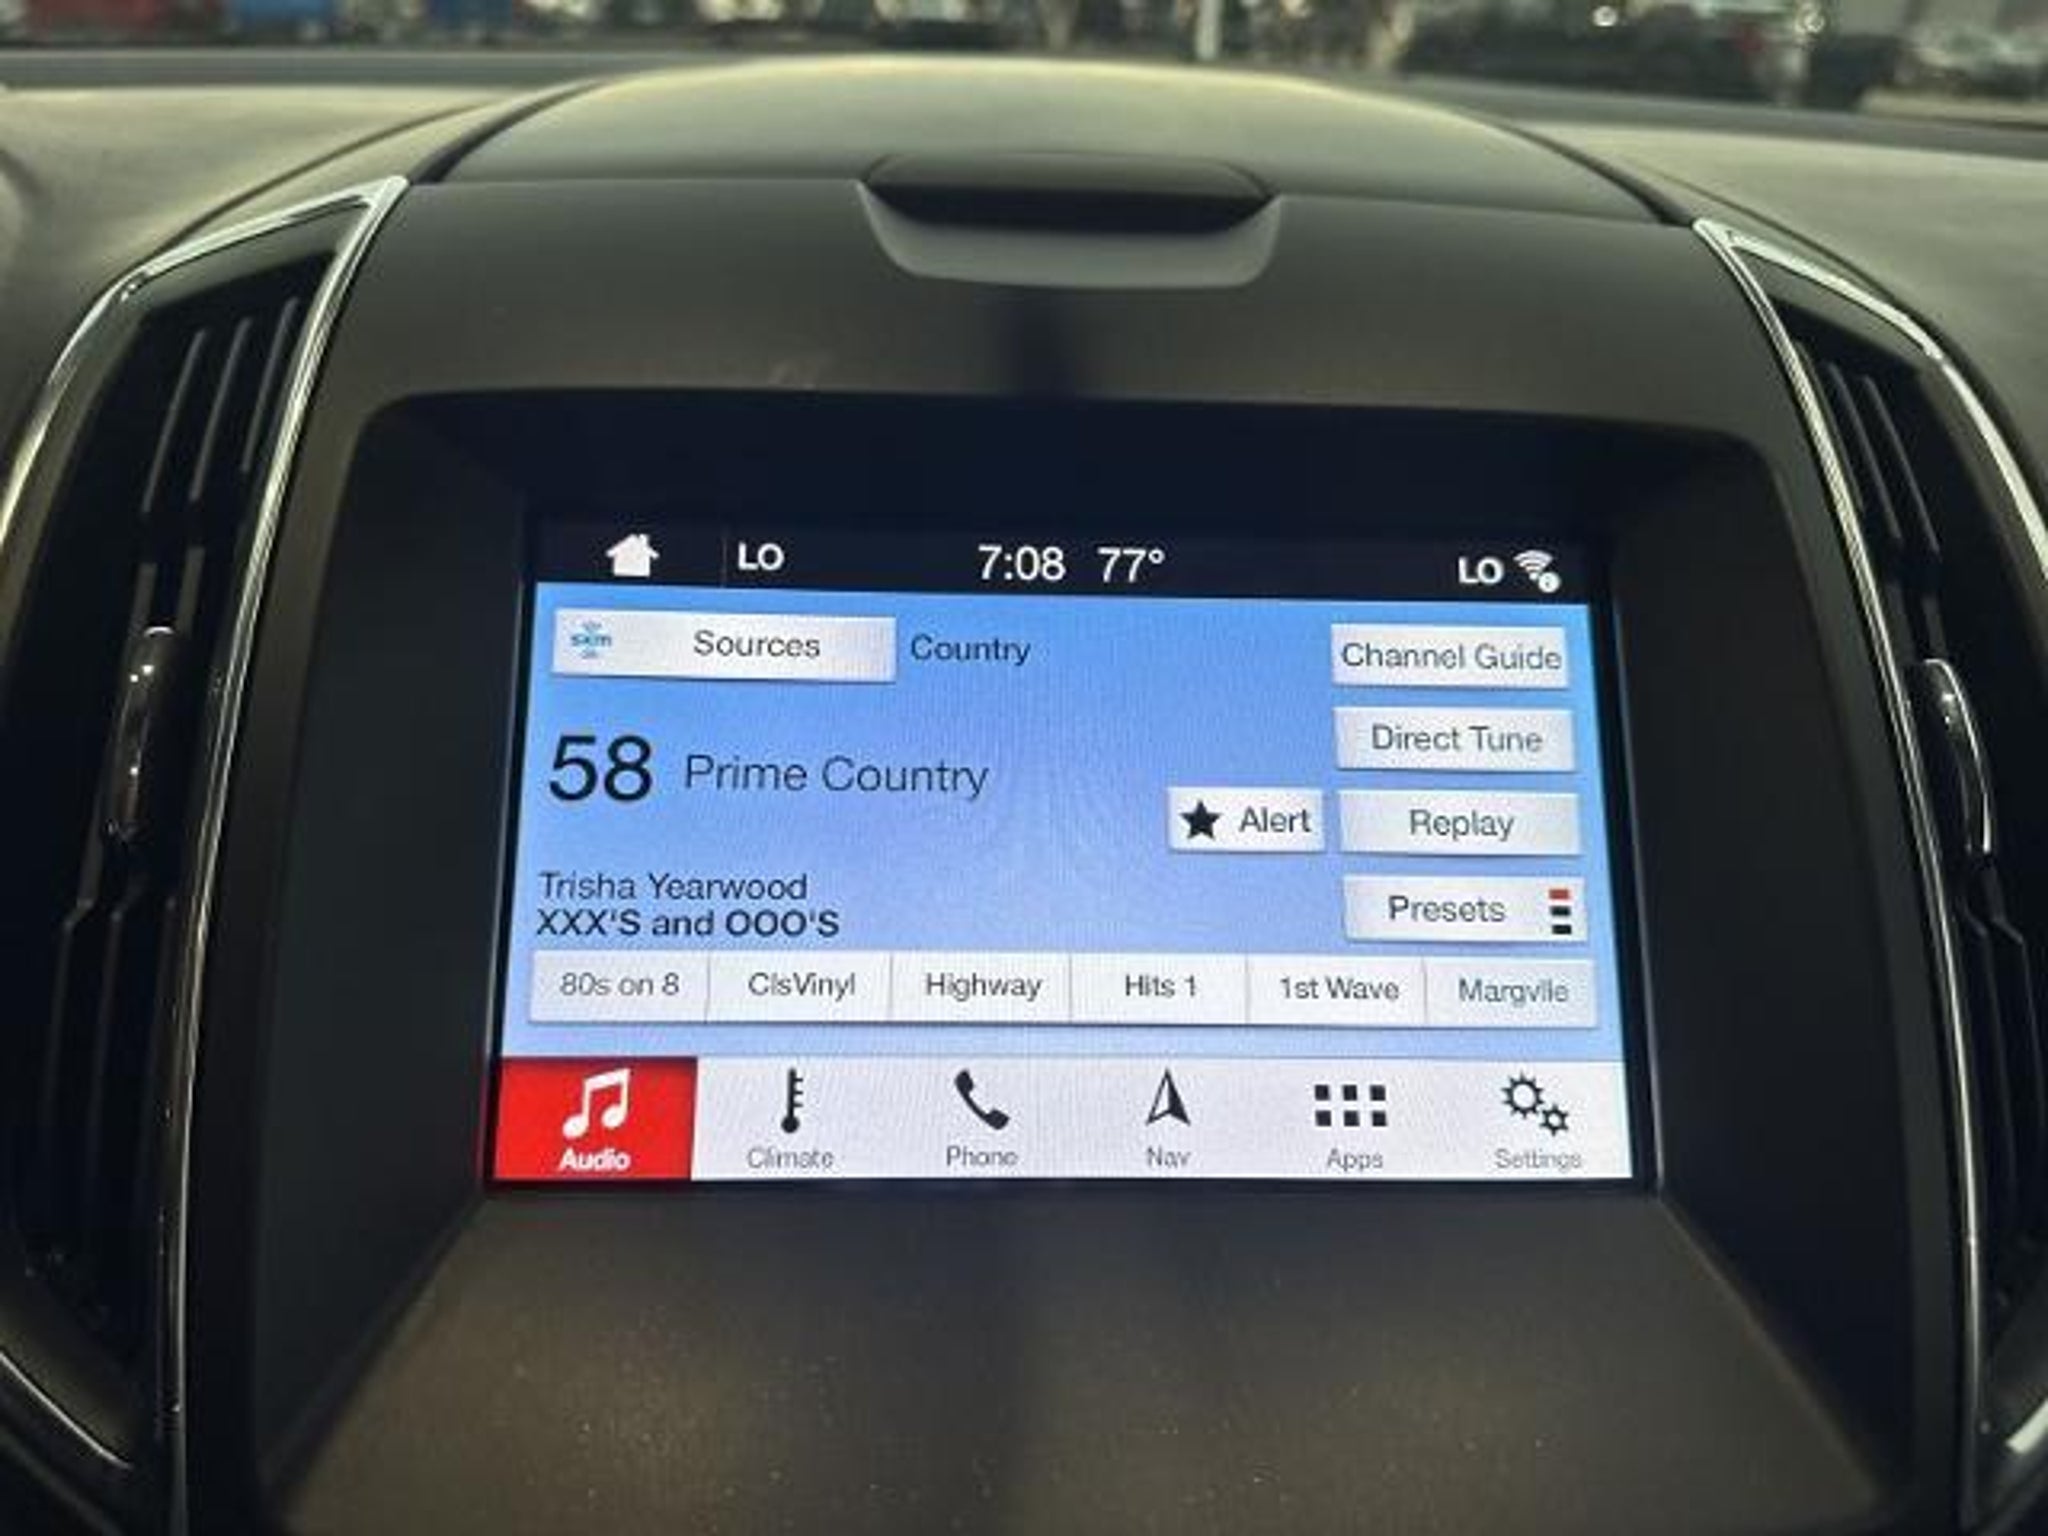 LO 7:08 77° LO
sxm Sources Country Channel Guide
Direct Tune
58 Prime Country
Alert Replay
Trisha Yearwood
XXX'S and OOO'S
Presets
80s on 8 ClsVinyl Highway Hits 1 1st Wave Margvlle
Audio Climate Phone Nav Apps Settings